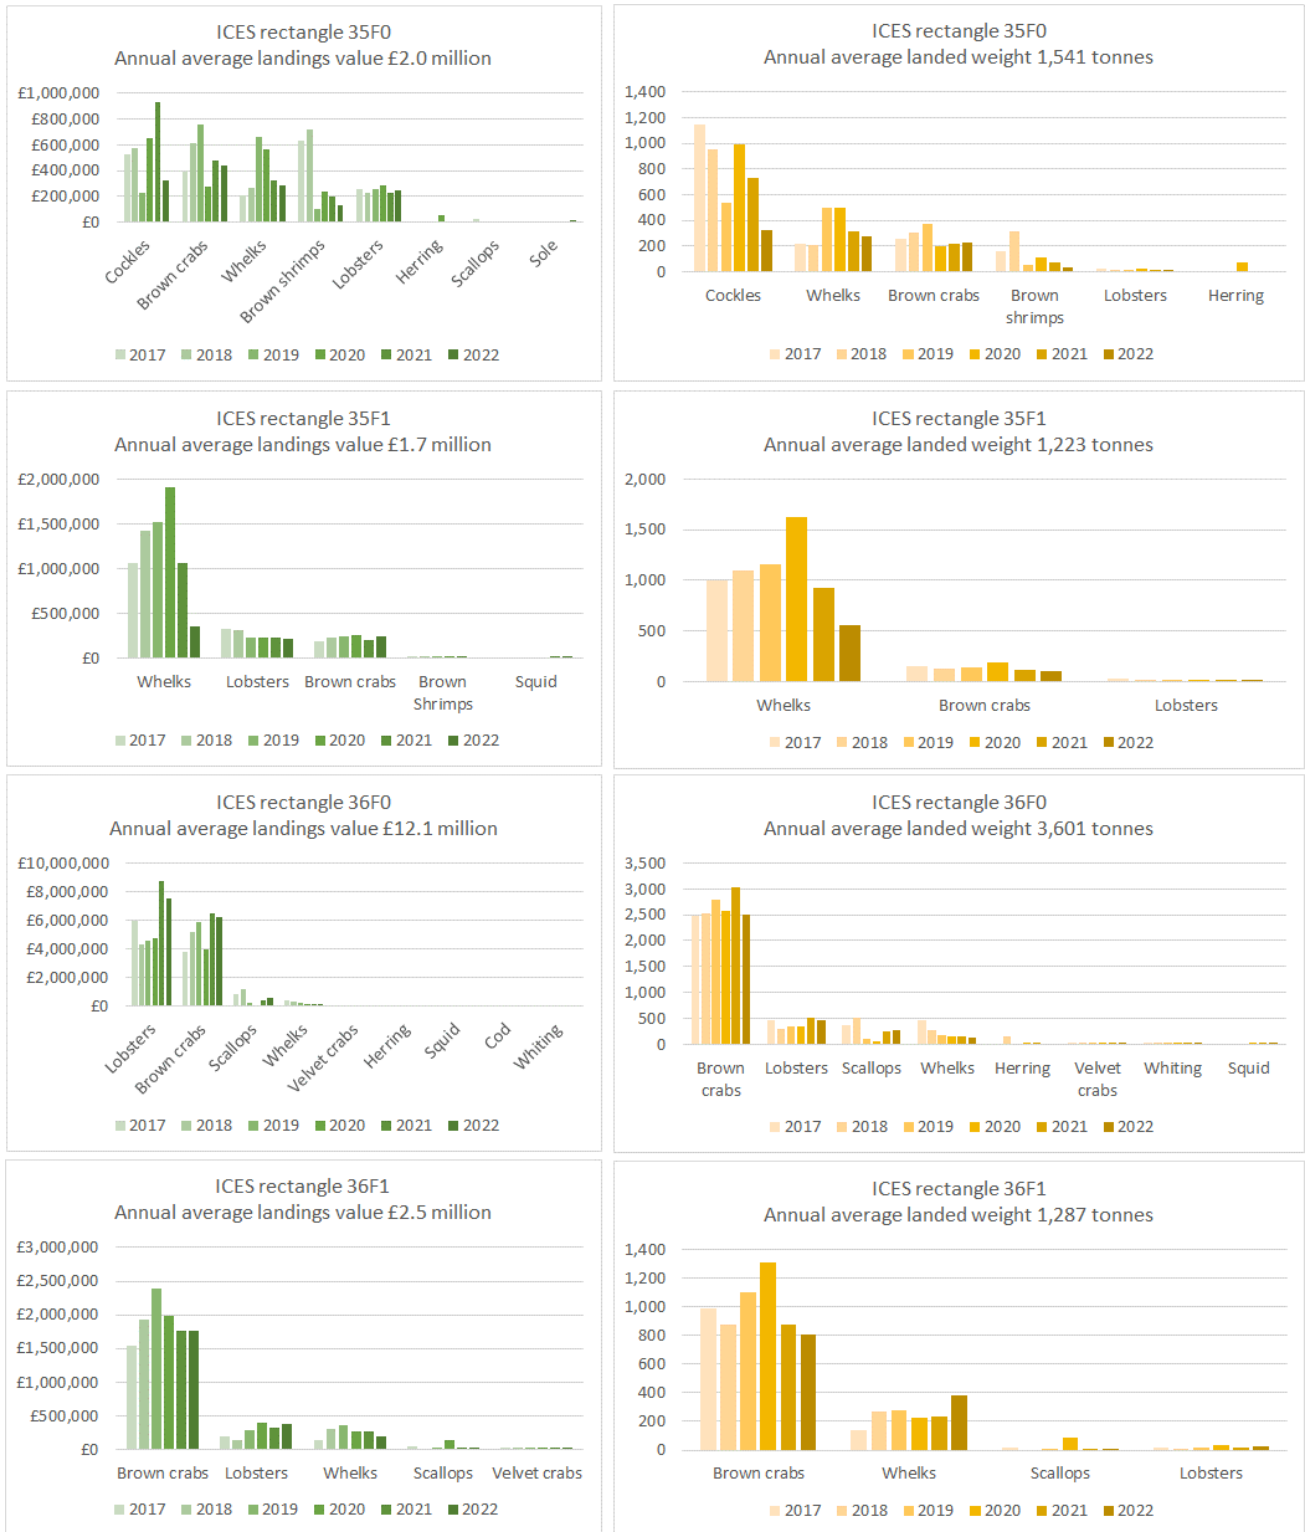 ICES rectangle 35F0
Annual average landings value £2.0 million
£1,000,000
£800,000
£600,000
£400,000
£200,000
£0
Cockles
Brown crabs
Whelks
Brown shrimps
Lobsters
Herring
Scallops
Sole
2017 2018 2019 2020 2021 2022
ICES rectangle 35F0
Annual average landed weight 1,541 tonnes
1,400
1,200
1,000
800
600
400
200
0
Cockles Whelks Brown crabs Brown shrimps Lobsters Herring
2017 2018 2019 2020 2021 2022
ICES rectangle 35F1
Annual average landings value £1.7 million
£2,000,000
£1,500,000
£1,000,000
£500,000
£0
Whelks Lobsters Brown crabs Brown Shrimps Squid
2017 2018 2019 2020 2021 2022
ICES rectangle 35F1
Annual average landed weight 1,223 tonnes
2,000
1,500
1,000
500
0
Whelks Brown crabs Lobsters
2017 2018 2019 2020 2021 2022
ICES rectangle 36F0
Annual average landings value £12.1 million
£10,000,000
£8,000,000
£6,000,000
£4,000,000
£2,000,000
£0
Lobsters
Brown crabs
Scallops
Whelks
Velvet crabs
Herring
Squid
Cod
Whiting
2017 2018 2019 2020 2021 2022
ICES rectangle 36F0
Annual average landed weight 3,601 tonnes
3,500
3,000
2,500
2,000
1,500
1,000
500
0
Brown crabs Lobsters Scallops Whelks Herring Velvet crabs Whiting Squid
2017 2018 2019 2020 2021 2022
ICES rectangle 36F1
Annual average landings value £2.5 million
£3,000,000
£2,500,000
£2,000,000
£1,500,000
£1,000,000
£500,000
£0
Brown crabs Lobsters Whelks Scallops Velvet crabs
2017 2018 2019 2020 2021 2022
ICES rectangle 36F1
Annual average landed weight 1,287 tonnes
1,400
1,200
1,000
800
600
400
200
0
Brown crabs Whelks Scallops Lobsters
2017 2018 2019 2020 2021 2022